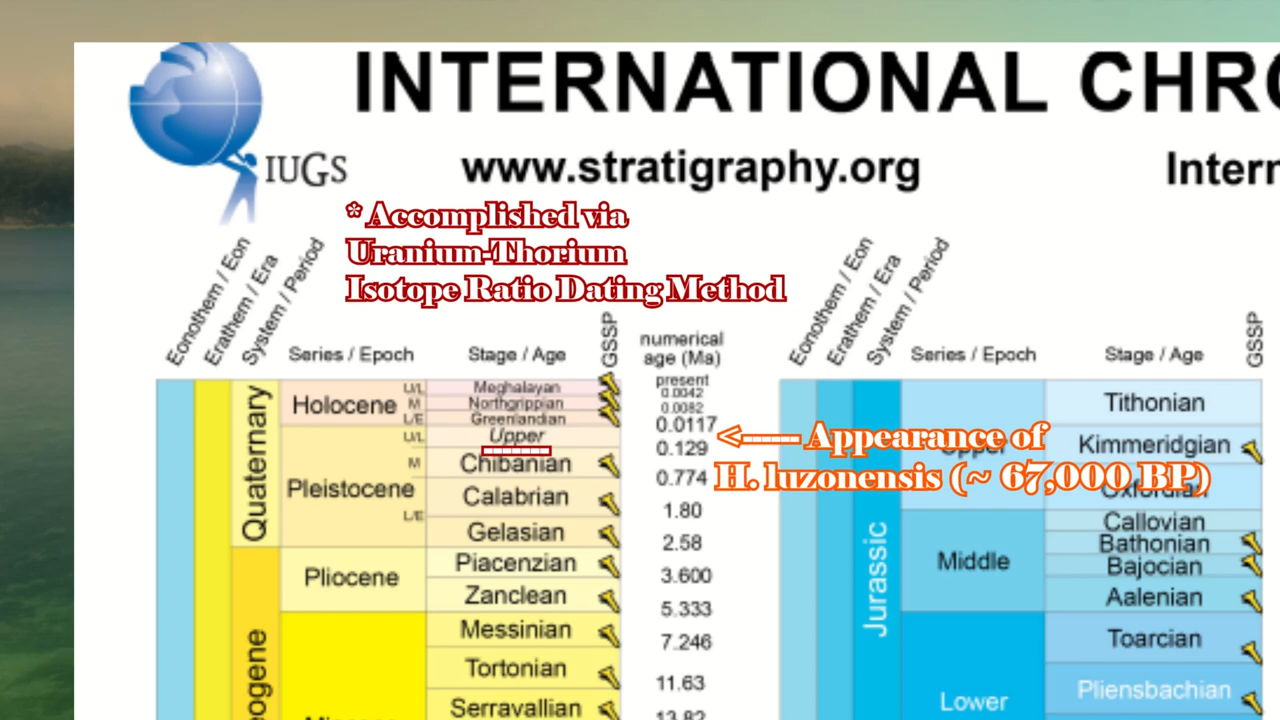 INTERNATIONAL
www.stratigraphy.org
IUGS
* Accomplished via
Uranium-Thorium
Isotope Ratio Dating Method
Eonothem / Eon
Erathem / Era
System / Period
Series / Epoch
Stage / Age
GSSP
numerical
age (Ma)
Quaternary
Holocene
U/L
M
L/E
Meghalayan
Northgrippian
Greenlandian
present
0.0042
0.0082
0.0117
Pleistocene
U/L
M
L/E
Upper
Chibanian
Calabrian
Gelasian
0.129
0.774
1.80
2.58
Pliocene
Piacenzian
Zanclean
3.600
5.333
Messinian
Tortonian
Serravallian
7.246
11.63
13.82
<------ Appearance of
H. luzonensis (~ 67,000 BP)
Eonothem / Eon
Erathem / Era
System / Period
Series / Epoch
Stage / Age
GSSP
Jurassic
Upper
Tithonian
Kimmeridgian
Oxfordian
Middle
Callovian
Bathonian
Bajocian
Aalenian
Lower
Toarcian
Pliensbachian